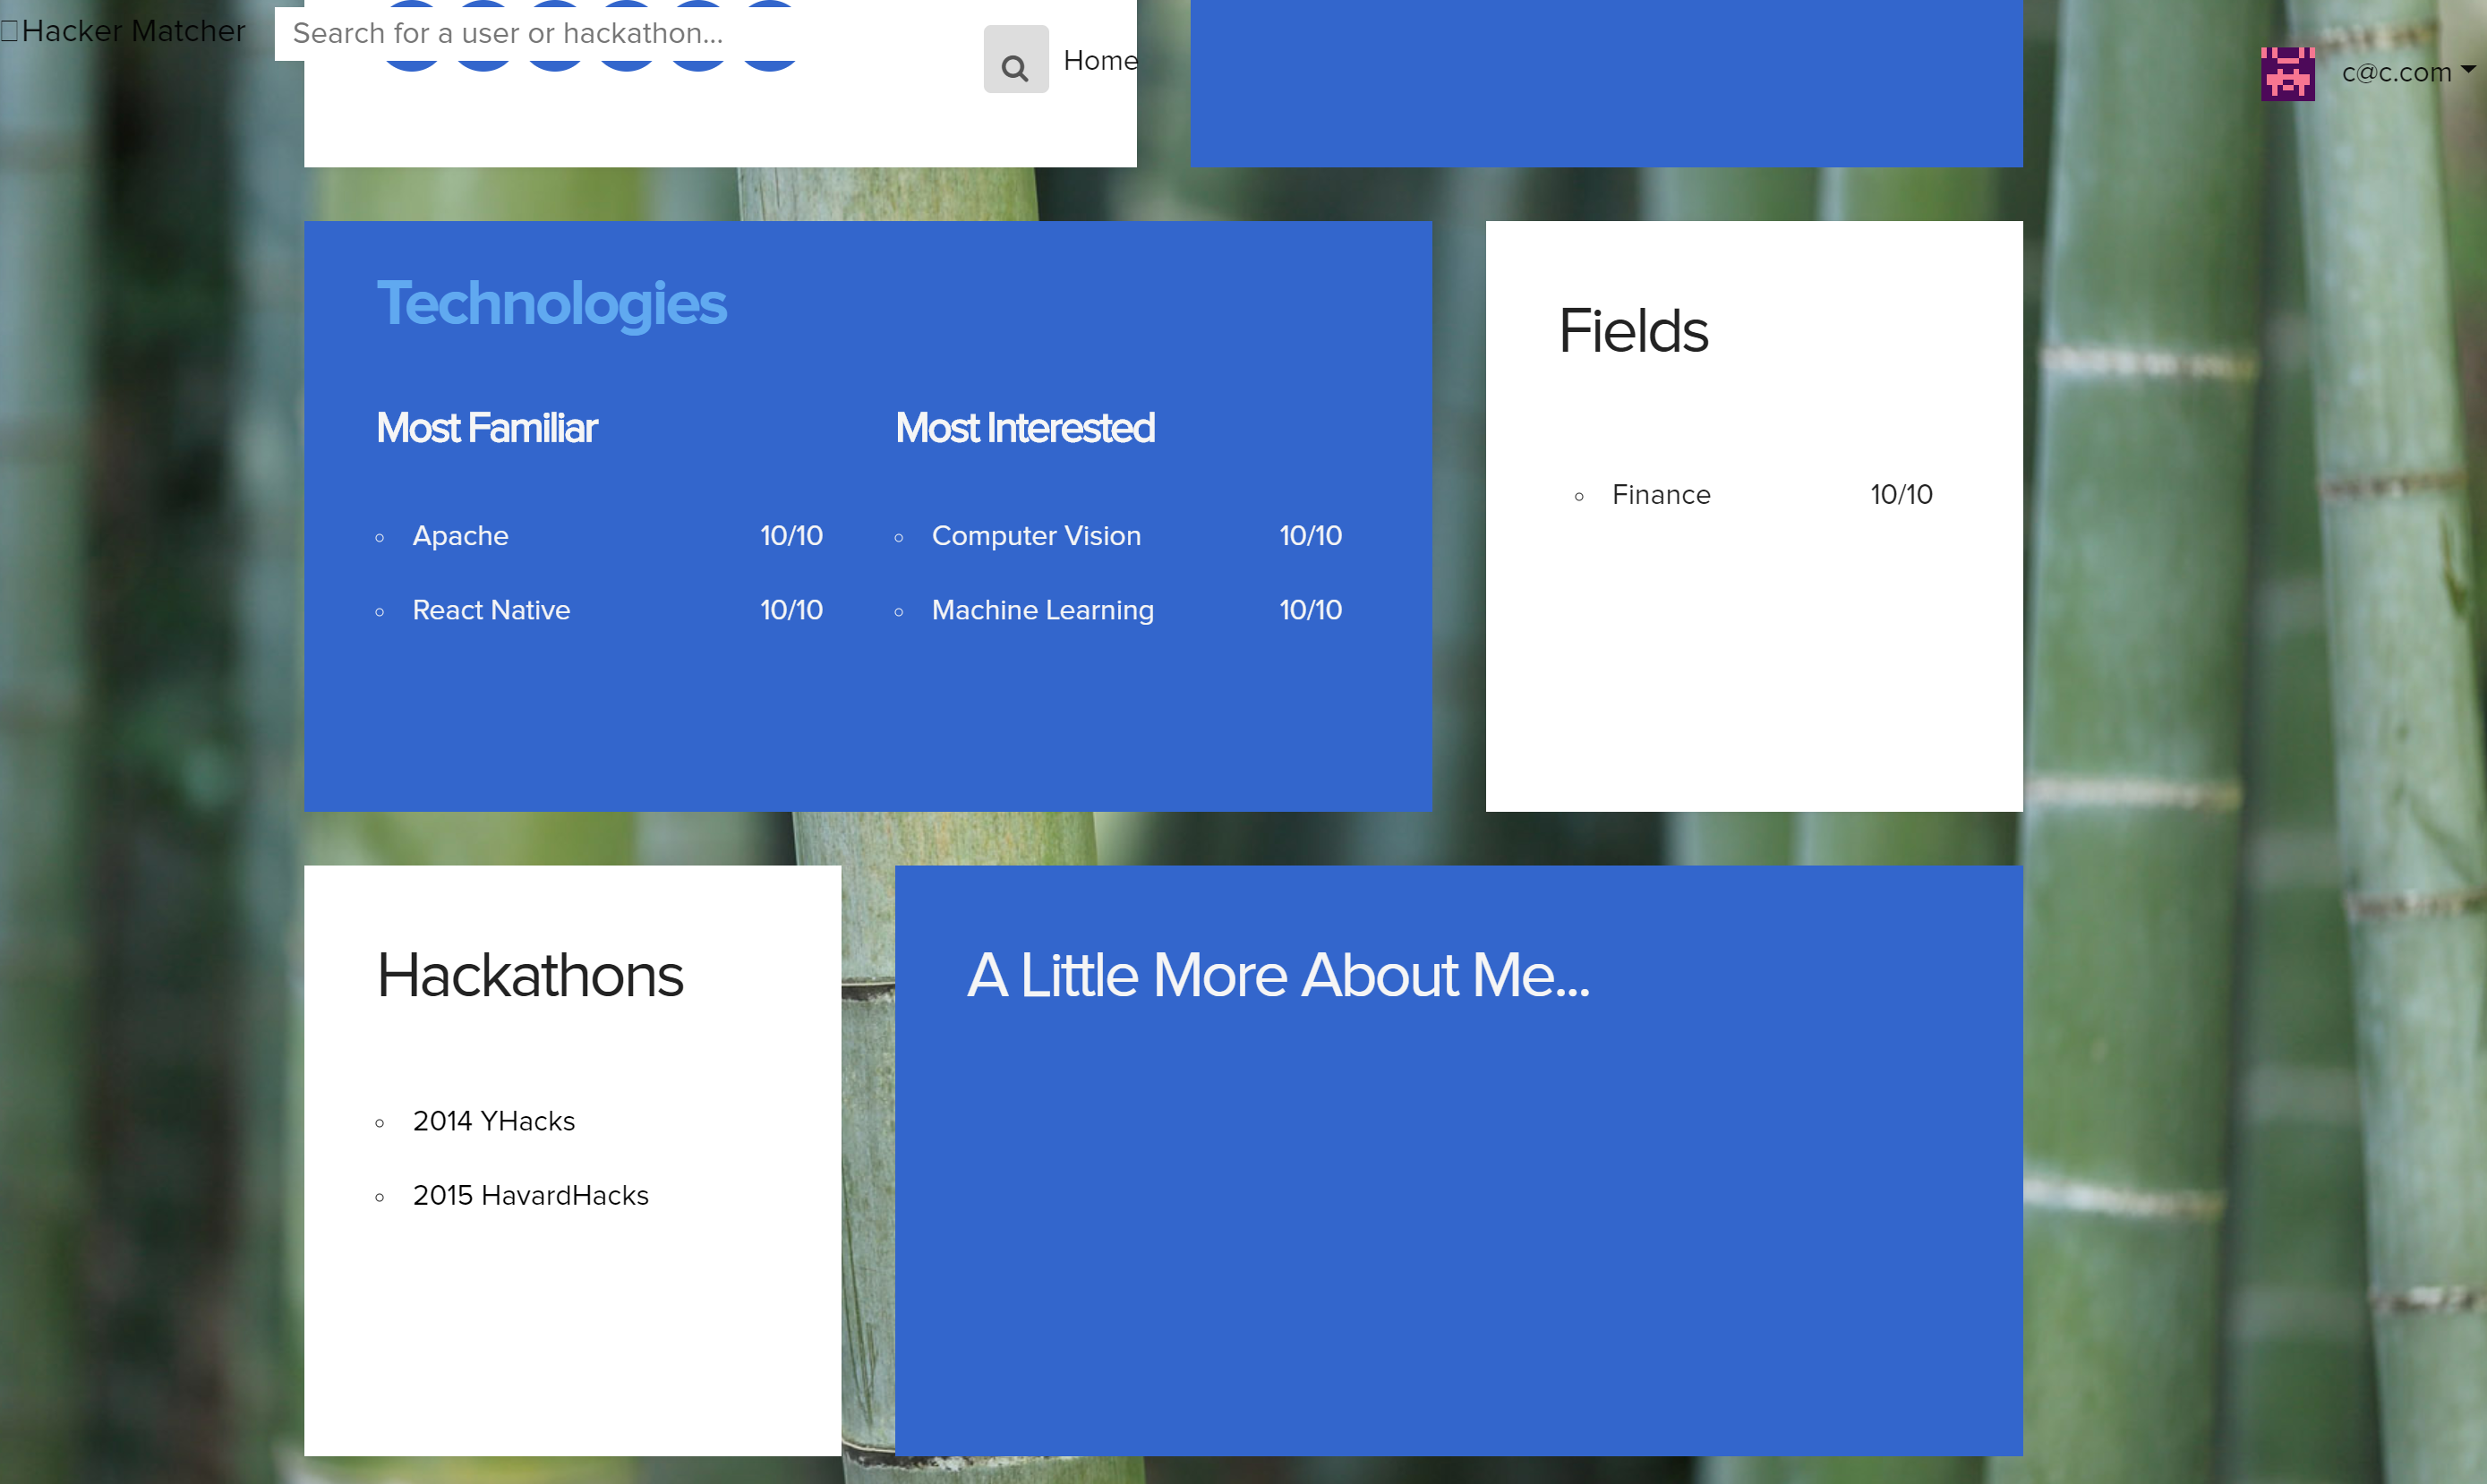 Hacker Matcher
Search for a user or hackathon...
Home
c@c.com
Technologies
Most Familiar
Apache 10/10
React Native 10/10
Most Interested
Computer Vision 10/10
Machine Learning 10/10
Fields
Finance 10/10
Hackathons
2014 YHacks
2015 HavardHacks
A Little More About Me...